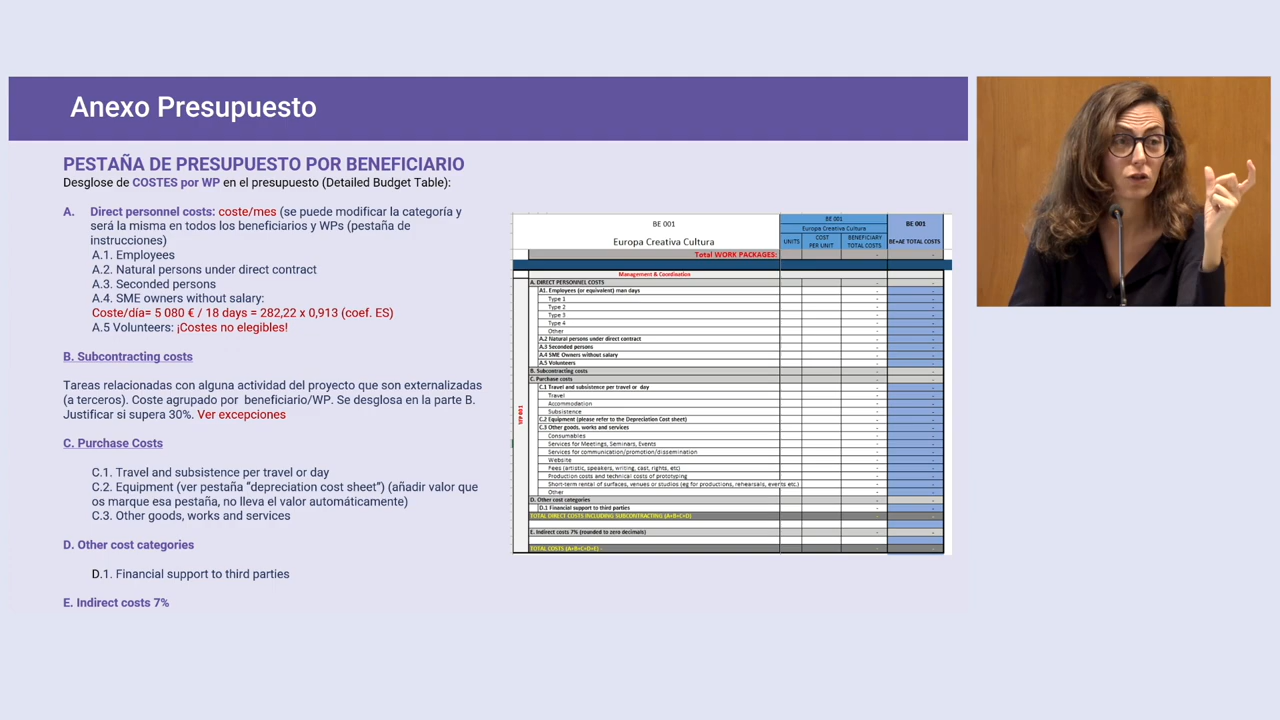 Anexo Presupuesto
PESTAÑA DE PRESUPUESTO POR BENEFICIARIO
Desglose de COSTES por WP en el presupuesto (Detailed Budget Table):
A. Direct personnel costs: coste/mes (se puede modificar la categoría y
será la misma en todos los beneficiarios y WPs (pestaña de
instrucciones)
A.1. Employees
A.2. Natural persons under direct contract
A.3. Seconded persons
A.4. SME owners without salary:
Coste/día= 5 080 € / 18 days = 282,22 x 0,913 (coef. ES)
A.5 Volunteers: ¡Costes no elegibles!
B. Subcontracting costs
Tareas relacionadas con alguna actividad del proyecto que son externalizadas
(a terceros). Coste agrupado por beneficiario/WP. Se desglosa en la parte B.
Justificar si supera 30%. Ver excepciones
C. Purchase Costs
C.1. Travel and subsistence per travel or day
C.2. Equipment (ver pestaña “depreciation cost sheet”) (añadir valor que
os marque esa pestaña, no lleva el valor automáticamente)
C.3. Other goods, works and services
D. Other cost categories
D.1. Financial support to third parties
E. Indirect costs 7%
BE 001
Europa Creativa Cultura
BE 001
Europa Creativa Cultura
UNITS
COST PER UNIT
BENEFICIARY TOTAL COSTS
BE 001
BE+AE TOTAL COSTS
Total WORK PACKAGES:
Management & Coordination
WP 001
A. DIRECT PERSONNEL COSTS
A1. Employees (or equivalent) man days
Type 1
Type 2
Type 3
Type 4
Other
A.2 Natural persons under direct contract
A.3 Seconded persons
A.4 SME Owners without salary
A.5 Volunteers
B. Subcontracting costs
C. Purchase costs
C.1 Travel and subsistence per travel or day
Travel
Accommodation
Subsistence
C.2 Equipment (please refer to the Depreciation Cost sheet)
C.3 Other goods, works and services
Consumables
Services for Meetings, Seminars, Events
Services for communication/promotion/dissemination
Website
Fees (artistic, speakers, writing, cast, rights, etc)
Production costs and technical costs of prototyping
Short-term rental of surfaces, venues or studios (eg for productions, rehearsals, events etc.)
Other
D. Other cost categories
D.1 Financial support to third parties
TOTAL DIRECT COSTS INCLUDING SUBCONTRACTING (A+B+C+D)
E. Indirect costs 7% (rounded to zero decimals)
TOTAL COSTS (A+B+C+D+E) -